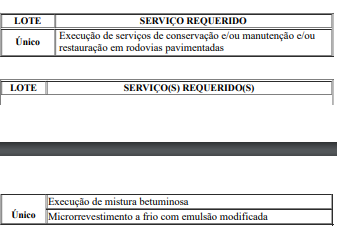 LOTE SERVIÇO REQUERIDO
Único Execução de serviços de conservação e/ou manutenção e/ou
restauração em rodovias pavimentadas
LOTE SERVIÇO(S) REQUERIDO(S)
Execução de mistura betuminosa
Único Microrrevestimento a frio com emulsão modificada